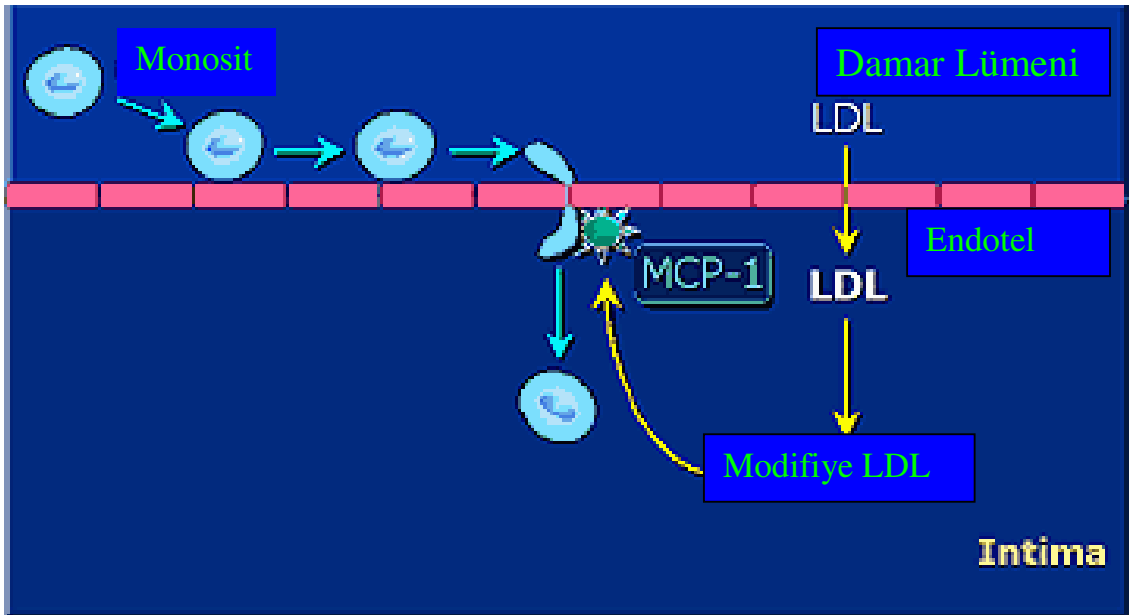 Monosit
Damar Lümeni
LDL
Endotel
MCP-1
LDL
Modifiye LDL
Intima